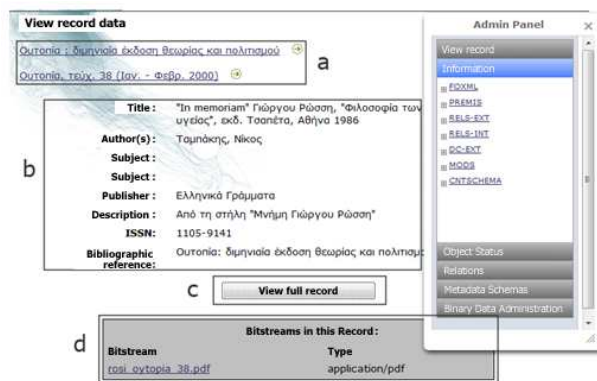 View record data
Ουτοπία : διμηνιαία έκδοση θεωρίας και πολιτισμού
Ουτοπία, τεύχ. 38 (Ιαν. - Φεβρ. 2000)
a
b
Title : "In memoriam" Γιώργου Ρώσση, "Φιλοσοφία των
υγείας", εκδ. Τσαπέτα, Αθήνα 1986
Author(s) : Ταμπάκης, Νίκος
Subject :
Subject :
Publisher : Ελληνικά Γράμματα
Description : Από τη στήλη "Μνήμη Γιώργου Ρώσση"
ISSN: 1105-9141
Bibliographic reference: Ουτοπία: διμηνιαία έκδοση θεωρίας και πολιτισμο
c
View full record
d
Bitstreams in this Record :
Bitstream Type
rosi_oytopia_38.pdf application/pdf
Admin Panel
View record
Information
FOXML
PREMIS
RELS-EXT
RELS-INT
DC-EXT
MODS
CNTSCHEMA
Object Status
Relations
Metadata Schemas
Binary Data Administration